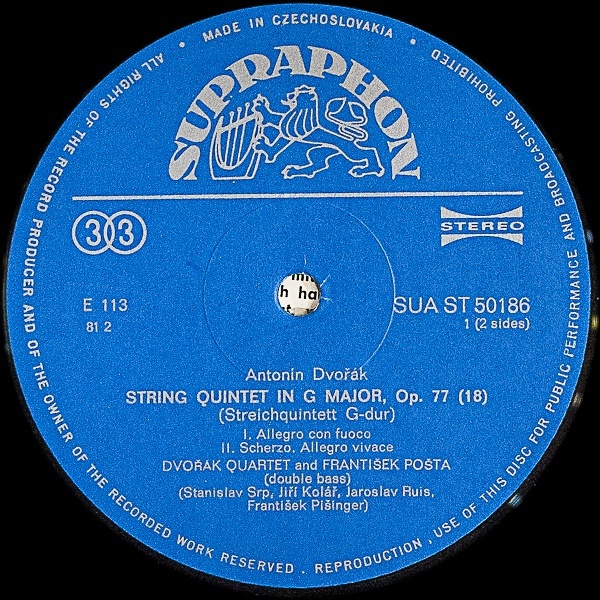 MADE IN CZECHOSLOVAKIA
ALL RIGHTS OF THE RECORD PRODUCER AND OF THE OWNER OF THE RECORDED WORK RESERVED . REPRODUCTION, USE OF THIS DISC FOR PUBLIC PERFORMANCE AND BROADCASTING PROHIBITED
SUPRAPHON
33
STEREO
E 113
SUA ST 50186
81 2
1 (2 sides)
h ha
Antonín Dvořák
STRING QUINTET IN G MAJOR, Op. 77 (18)
(Streichquintett G-dur)
I. Allegro con fuoco
II. Scherzo. Allegro vivace
DVOŘÁK QUARTET and FRANTIŠEK POŠTA
(double bass)
(Stanislav Srp, Jiří Kolář, Jaroslav Ruis,
František Pišinger)